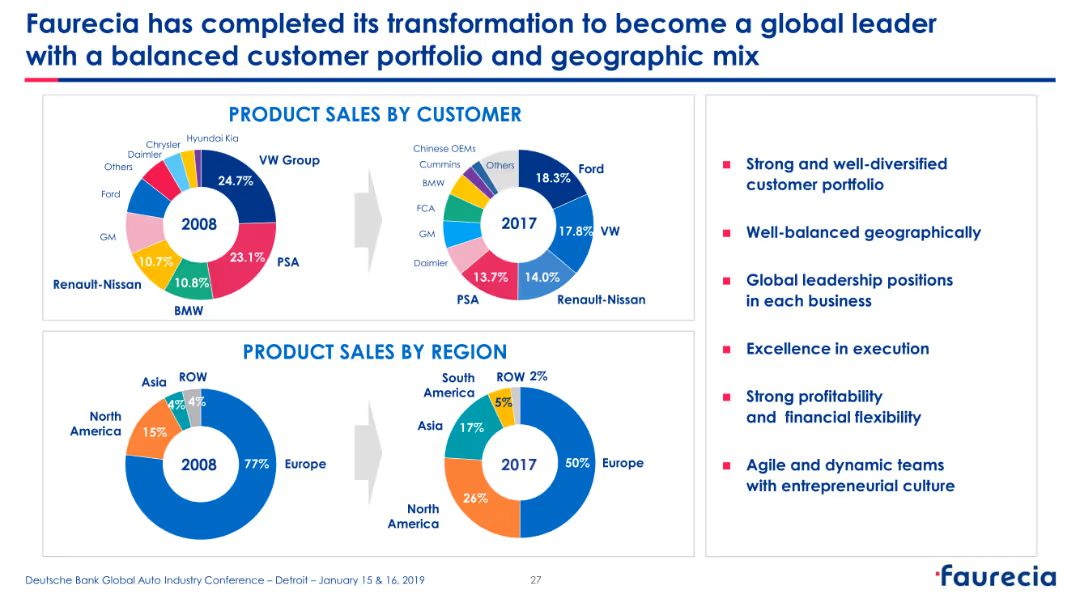 Faurecia has completed its transformation to become a global leader
with a balanced customer portfolio and geographic mix
PRODUCT SALES BY CUSTOMER
Hyundai Kia
Chrysler
Daimler
Others
Ford
GM
Renault-Nissan
10.7%
BMW
10.8%
PSA
23.1%
VW Group
24.7%
2008
Chinese OEMs
Cummins
BMW
FCA
GM
Daimler
PSA
13.7%
Renault-Nissan
14.0%
VW
17.8%
Ford
18.3%
Others
2017
PRODUCT SALES BY REGION
Asia
4%
ROW
4%
North
America
15%
2008
77%
Europe
South
America
5%
ROW 2%
Asia
17%
2017
50%
Europe
26%
North
America
Strong and well-diversified
customer portfolio
Well-balanced geographically
Global leadership positions
in each business
Excellence in execution
Strong profitability
and financial flexibility
Agile and dynamic teams
with entrepreneurial culture
Deutsche Bank Global Auto Industry Conference – Detroit – January 15 & 16, 2019
27
faurecia